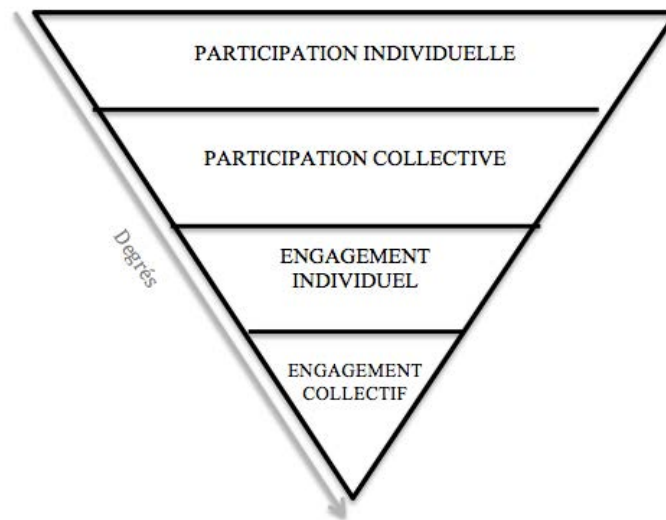 PARTICIPATION INDIVIDUELLE
PARTICIPATION COLLECTIVE
Degrés
ENGAGEMENT
INDIVIDUEL
ENGAGEMENT
COLLECTIF